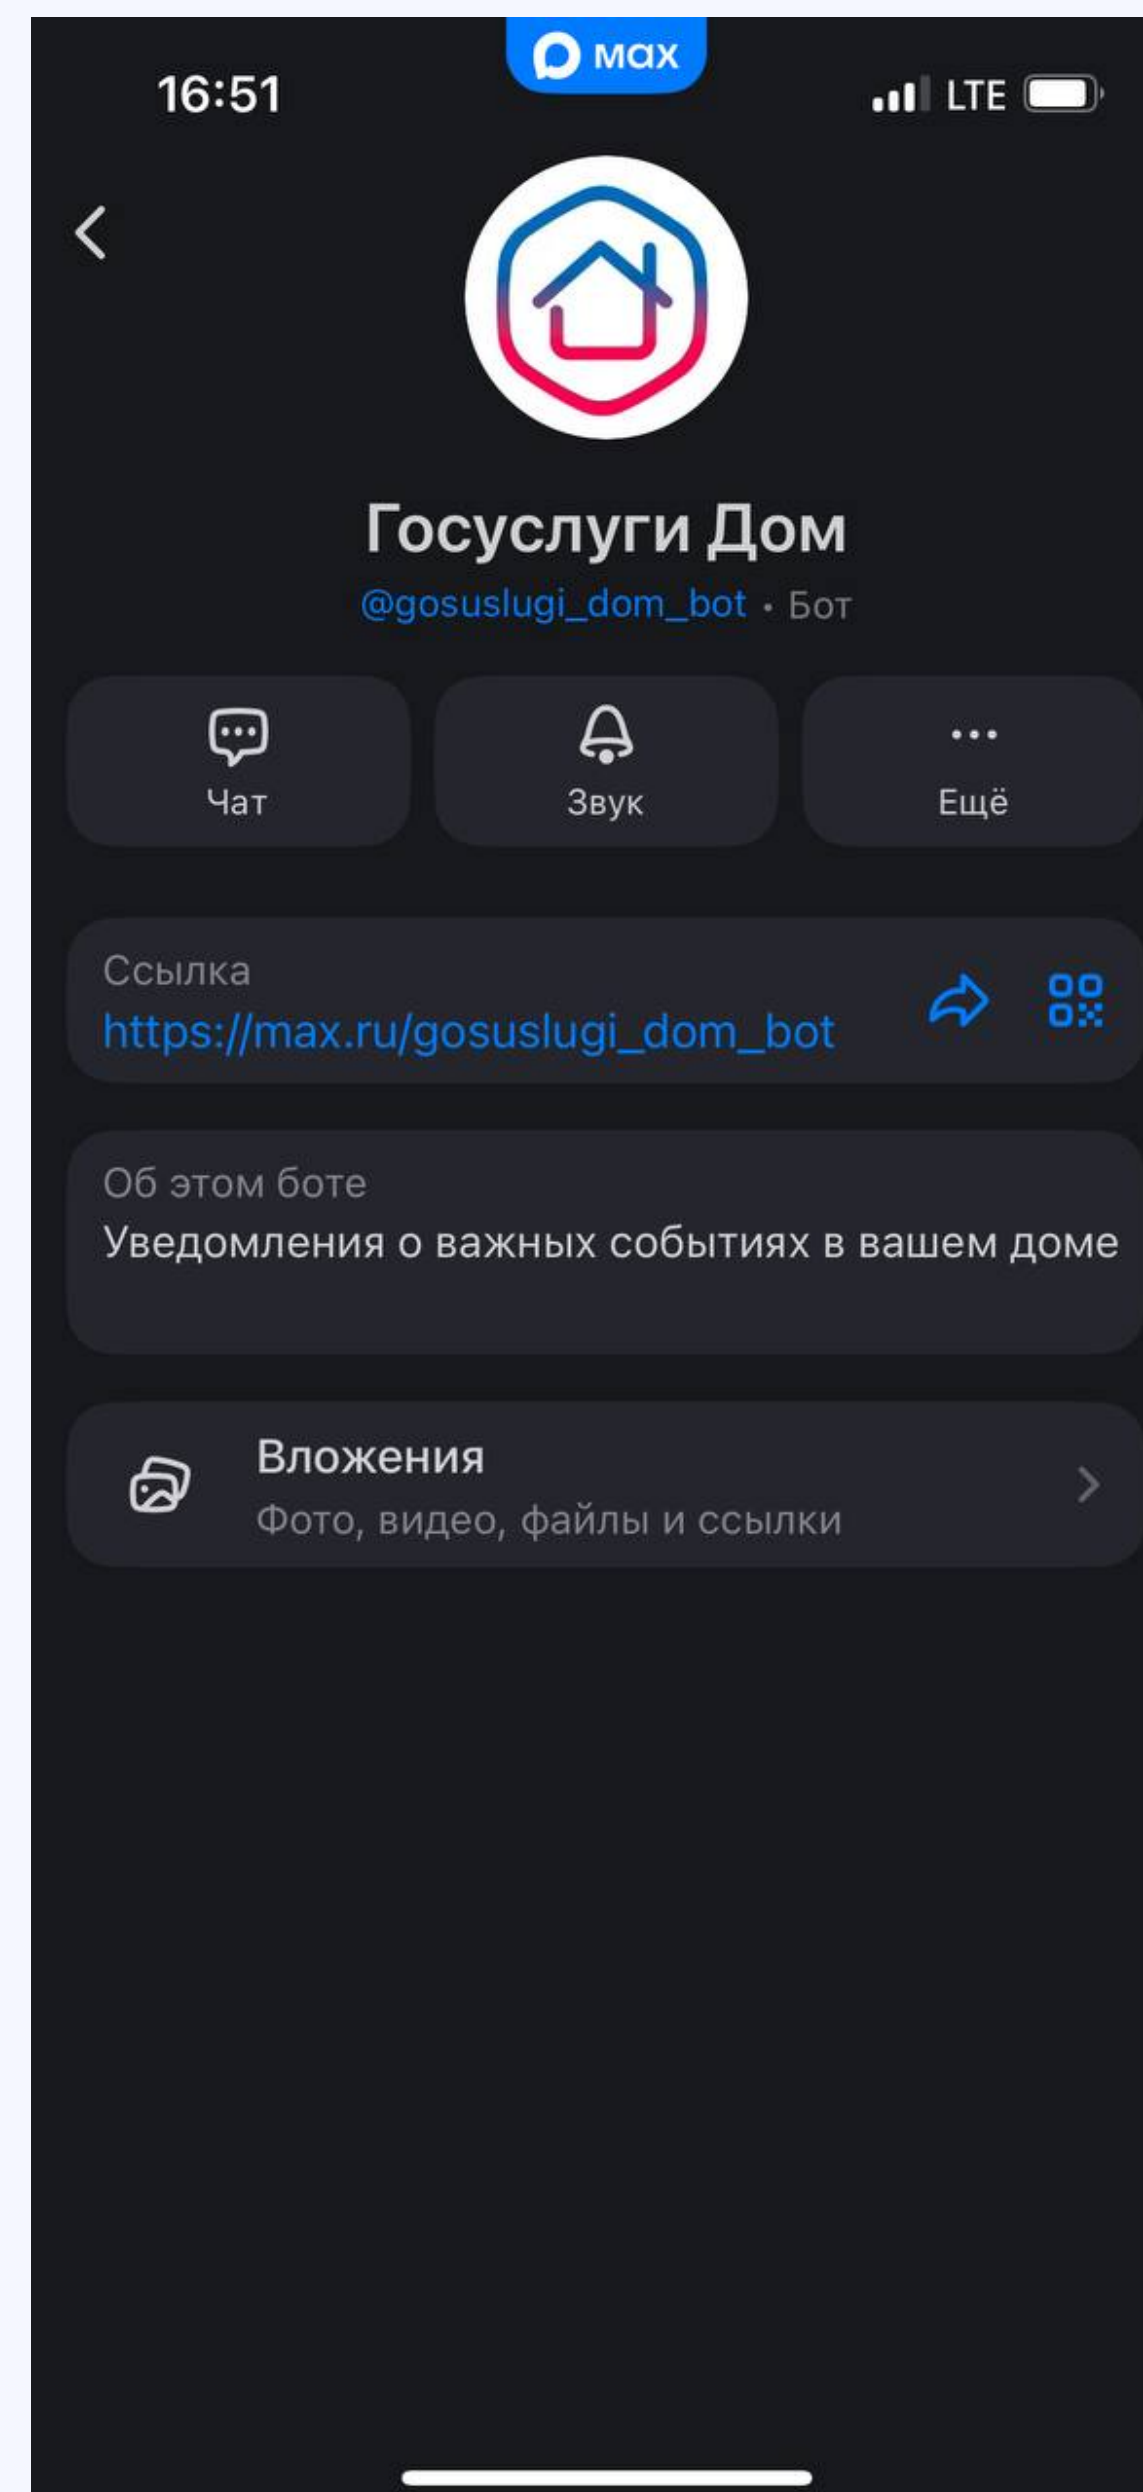 max
16:51
LTE
Госуслуги Дом
@gosuslugi_dom_bot • Бот
Чат
Звук
Ещё
Ссылка
https://max.ru/gosuslugi_dom_bot
Об этом боте
Уведомления о важных событиях в вашем доме
Вложения
Фото, видео, файлы и ссылки